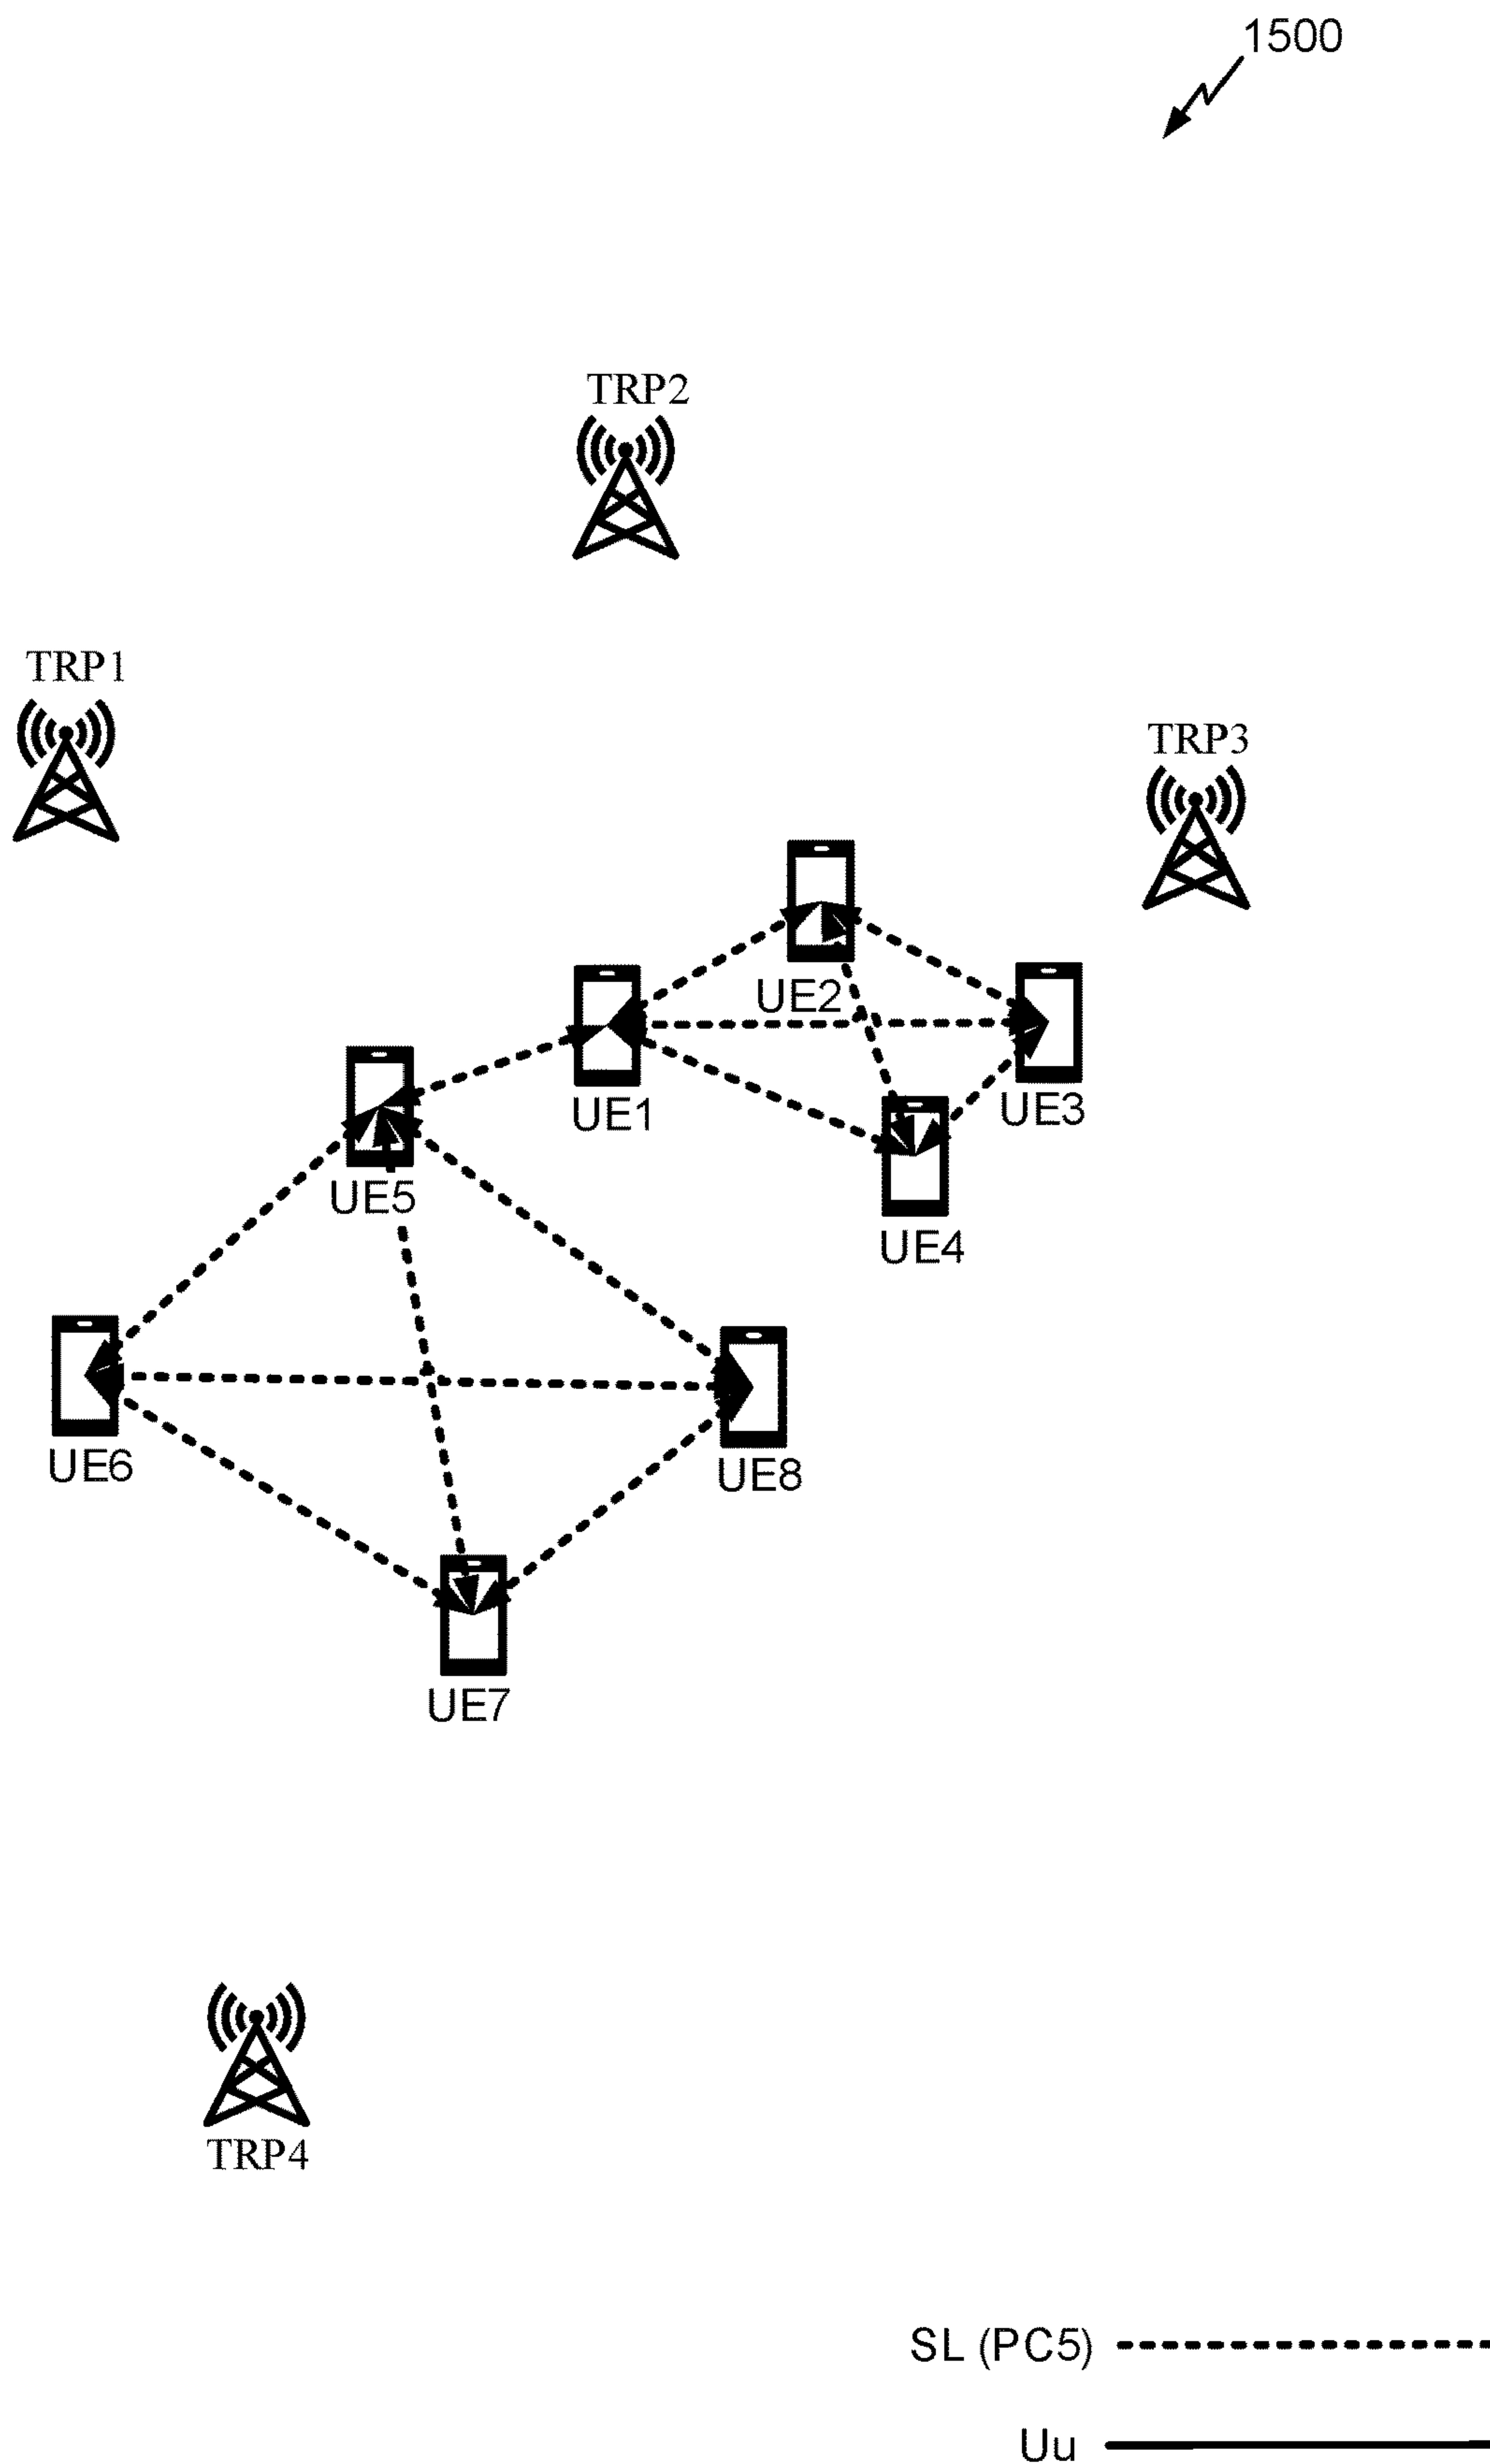 1500
TRP2
TRP1
TRP3
UE2
UE1
UE3
UE5
UE4
UE6
UE8
UE7
TRP4
SL (PC5)
Uu